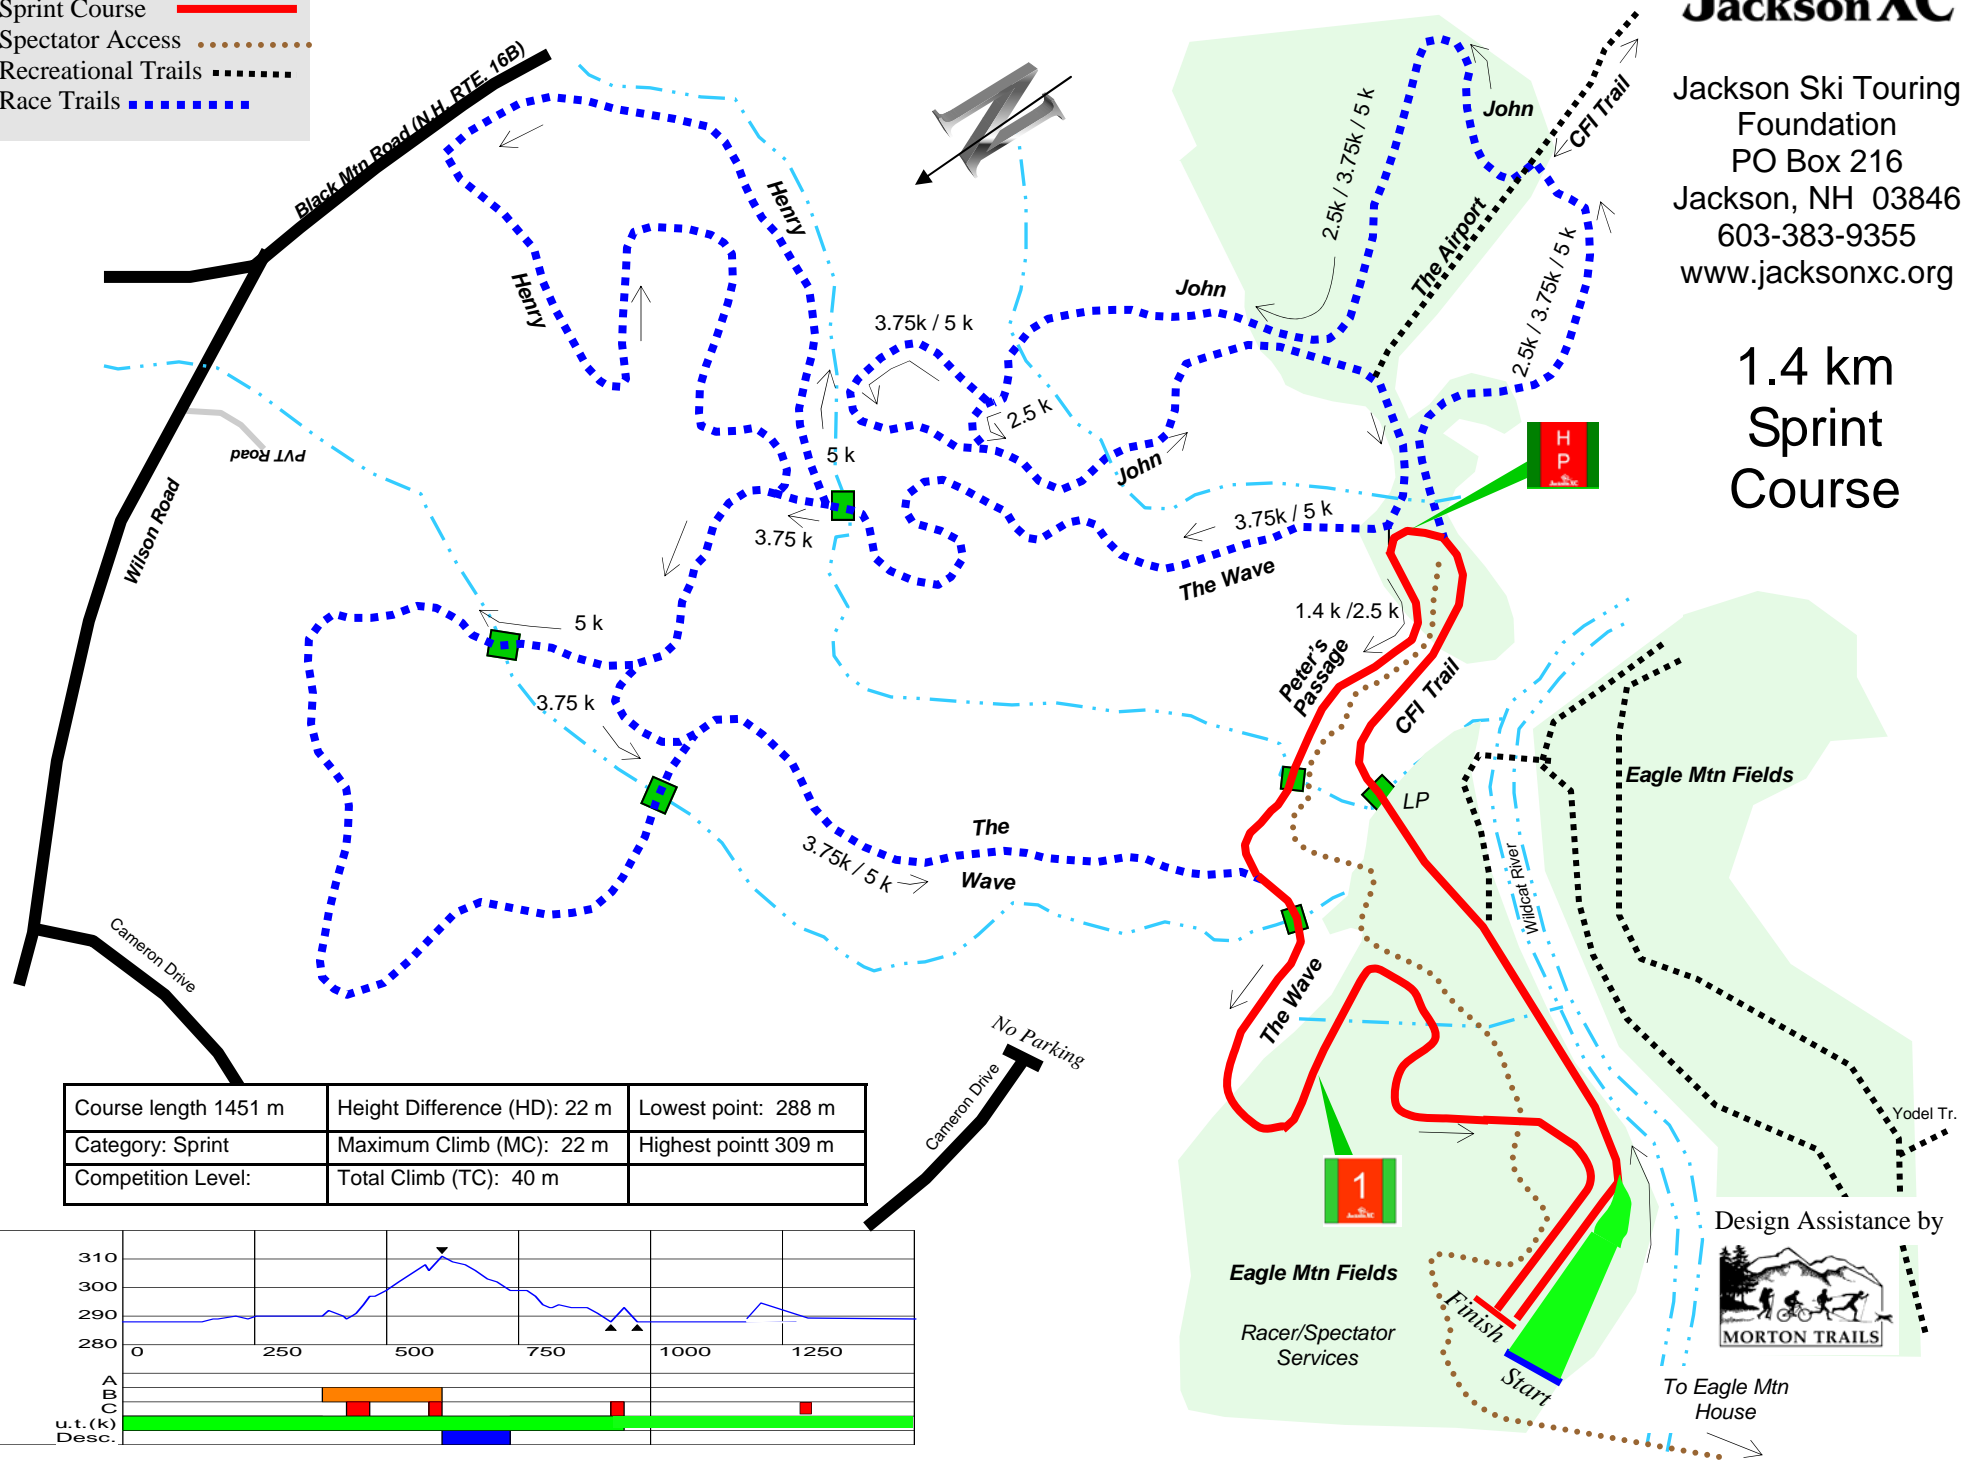 Sprint Course
Spectator Access
Recreational Trails
Race Trails
Jackson XC
Jackson Ski Touring
Foundation
PO Box 216
Jackson, NH 03846
603-383-9355
www.jacksonxc.org
1.4 km
Sprint
Course
Black Mtn Road (N.H. RTE. 16B)
N
Henry
Henry
John
CFI Trail
2.5k / 3.75k / 5 k
The Airport
2.5k / 3.75k / 5 k
John
3.75k / 5 k
2.5 k
John
5 k
3.75 k
3.75k / 5 k
The Wave
H
P
Jackson XC
PVT Road
Wilson Road
5 k
3.75 k
1.4 k /2.5 k
Peter's
Passage
CFI Trail
LP
Eagle Mtn Fields
Wildcat River
The
Wave
3.75k / 5 k
Cameron Drive
The Wave
No Parking
Cameron Drive
Yodel Tr.
Course length 1451 m
Height Difference (HD): 22 m
Lowest point: 288 m
Category: Sprint
Maximum Climb (MC): 22 m
Highest pointt 309 m
Competition Level:
Total Climb (TC): 40 m
1
Jackson XC
Eagle Mtn Fields
Racer/Spectator
Services
Finish
Start
Design Assistance by
MORTON TRAILS
To Eagle Mtn
House
310
300
290
280
0 250 500 750 1000 1250
A
B
C
u.t.(k)
Desc.